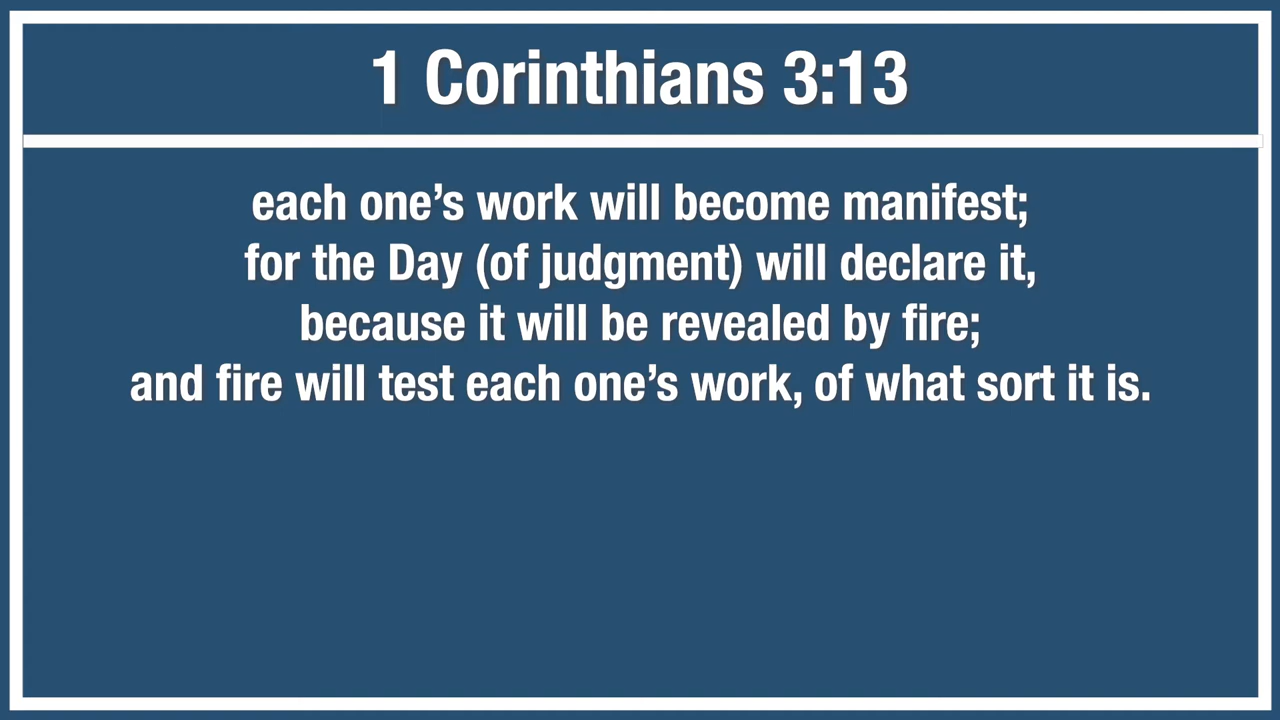 1 Corinthians 3:13
each one’s work will become manifest;
for the Day (of judgment) will declare it,
because it will be revealed by fire;
and fire will test each one’s work, of what sort it is.